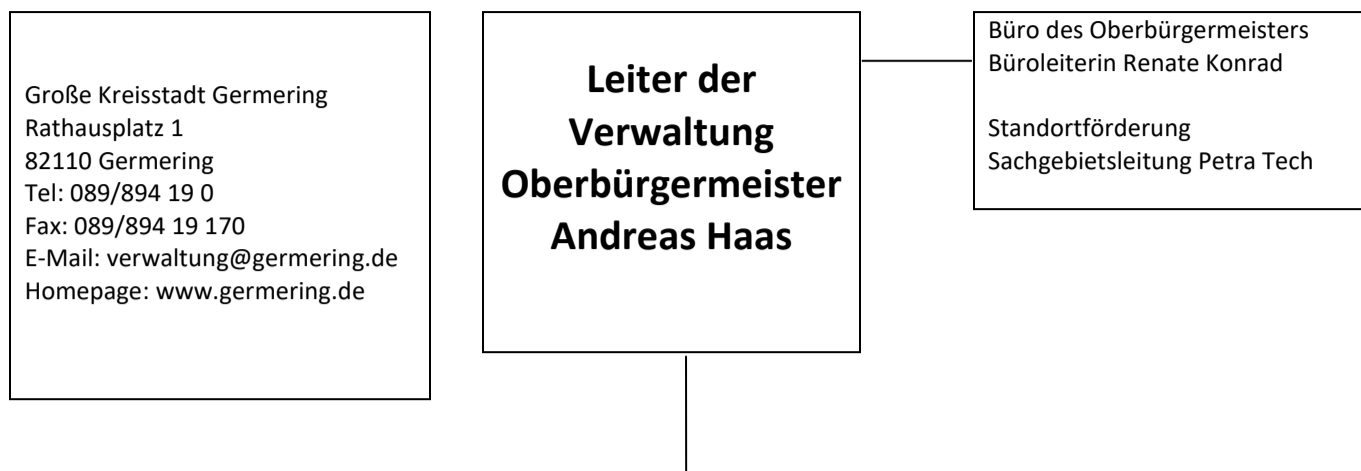 Große Kreisstadt Germering
Rathausplatz 1
82110 Germering
Tel: 089/894 19 0
Fax: 089/894 19 170
E-Mail: verwaltung@germering.de
Homepage: www.germering.de
Leiter der
Verwaltung
Oberbürgermeister
Andreas Haas
Büro des Oberbürgermeisters
Büroleiterin Renate Konrad
Standortförderung
Sachgebietsleitung Petra Tech